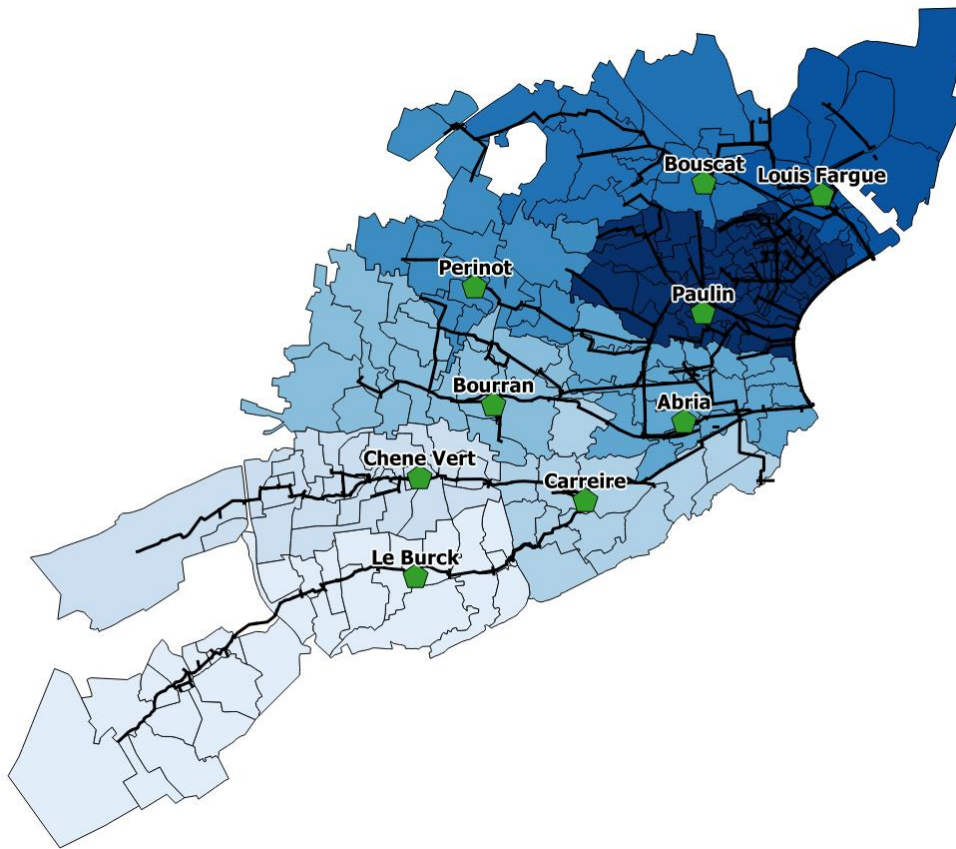 Bouscat
Louis Fargue
Perinot
Paulin
Bourran
Abria
Chene Vert
Carreire
Le Burck